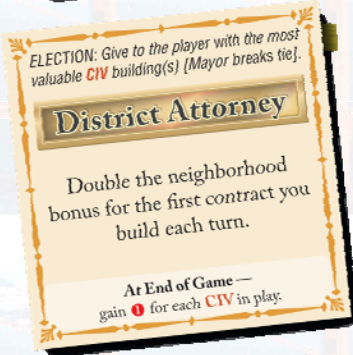 ELECTION: Give to the player with the most
valuable CIV building(s) {Mayor breaks tie}.
District Attorney
Double the neighborhood
bonus for the first contract you
build each turn.
At End of Game —
gain 1 for each CIV in play.